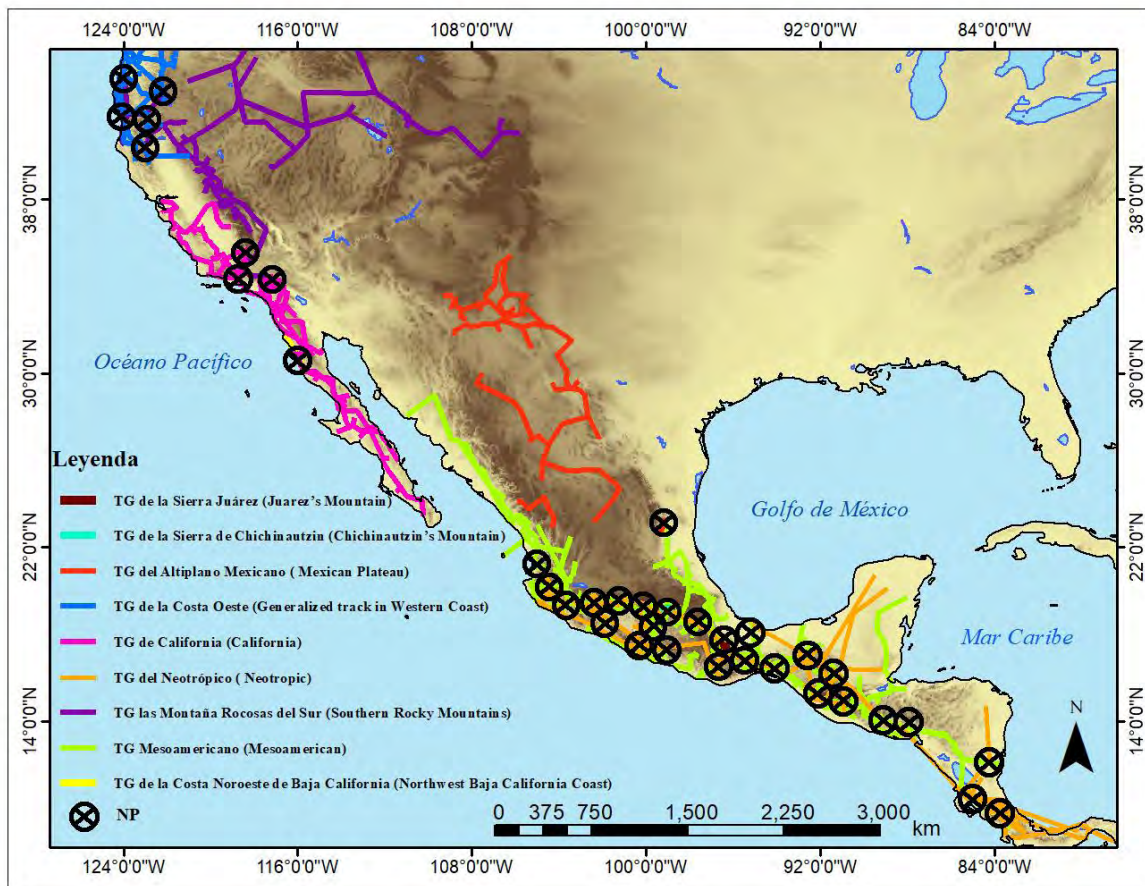 124°0'0"W 116°0'0"W 108°0'0"W 100°0'0"W 92°0'0"W 84°0'0"W
38°0'0"N 38°0'0"N
Océano Pacífico
30°0'0"N 30°0'0"N
Leyenda
TG de la Sierra Juárez (Juarez's Mountain)
Golfo de México
TG de la Sierra de Chichinautzin (Chichinautzin's Mountain)
22°0'0"N 22°0'0"N
TG del Altiplano Mexicano ( Mexican Plateau)
TG de la Costa Oeste (Generalized track in Western Coast)
TG de California (California)
Mar Caribe
TG del Neotrópico ( Neotropic)
TG las Montaña Rocosas del Sur (Southern Rocky Mountains)
14°0'0"N 14°0'0"N
N
TG Mesoamericano (Mesoamerican)
TG de la Costa Noroeste de Baja California (Northwest Baja California Coast)
NP
0 375 750 1,500 2,250 3,000
km
124°0'0"W 116°0'0"W 108°0'0"W 100°0'0"W 92°0'0"W 84°0'0"W